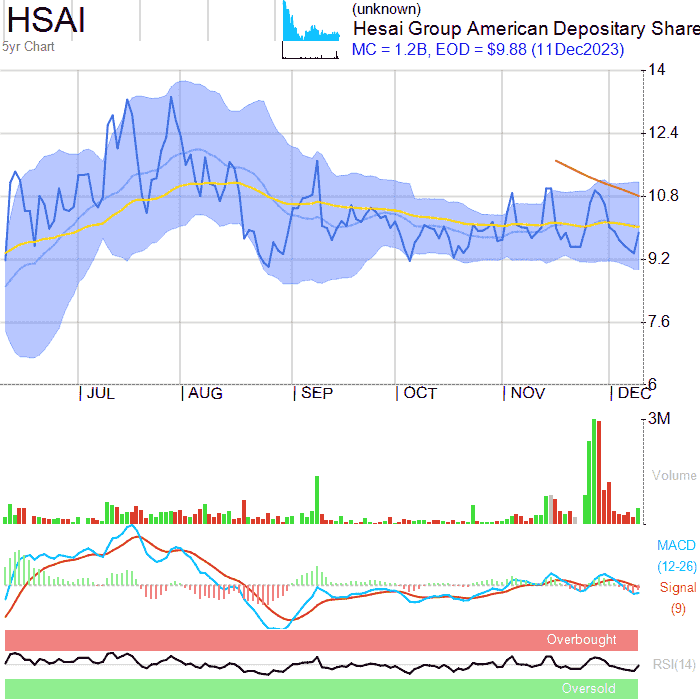 HSAI
5yr Chart
(unknown)
Hesai Group American Depositary Share
MC = 1.2B, EOD = $9.88 (11Dec2023)
14
12.4
10.8
9.2
7.6
6
JUL AUG SEP OCT NOV DEC
3M
Volume
MACD
(12-26)
Signal
(9)
Overbought
RSI(14)
Oversold